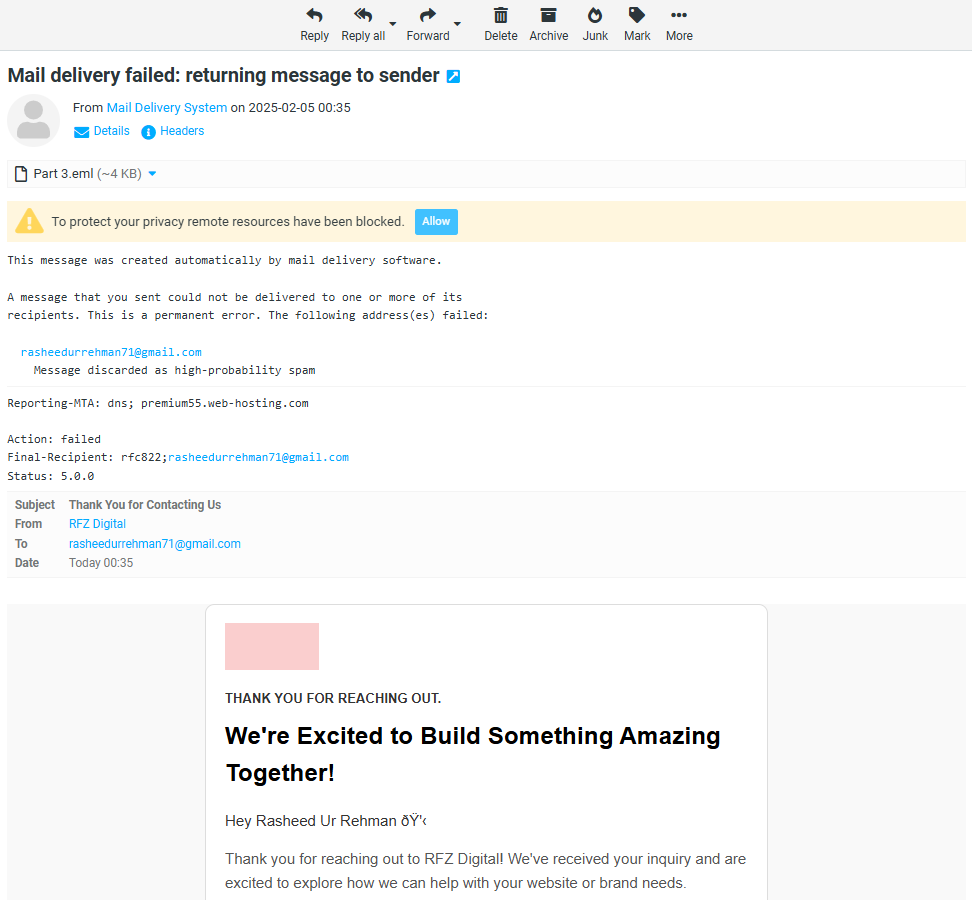 Reply Reply all Forward Delete Archive Junk Mark More
Mail delivery failed: returning message to sender
From Mail Delivery System on 2025-02-05 00:35
Details Headers
Part 3.eml (~4 KB)
To protect your privacy remote resources have been blocked. Allow
This message was created automatically by mail delivery software.
A message that you sent could not be delivered to one or more of its
recipients. This is a permanent error. The following address(es) failed:
rasheedurrehman71@gmail.com
Message discarded as high-probability spam
Reporting-MTA: dns; premium55.web-hosting.com
Action: failed
Final-Recipient: rfc822;rasheedurrehman71@gmail.com
Status: 5.0.0
Subject Thank You for Contacting Us
From RFZ Digital
To rasheedurrehman71@gmail.com
Date Today 00:35
THANK YOU FOR REACHING OUT.
We're Excited to Build Something Amazing
Together!
Hey Rasheed Ur Rehman ðŸ'‹
Thank you for reaching out to RFZ Digital! We've received your inquiry and are
excited to explore how we can help with your website or brand needs.